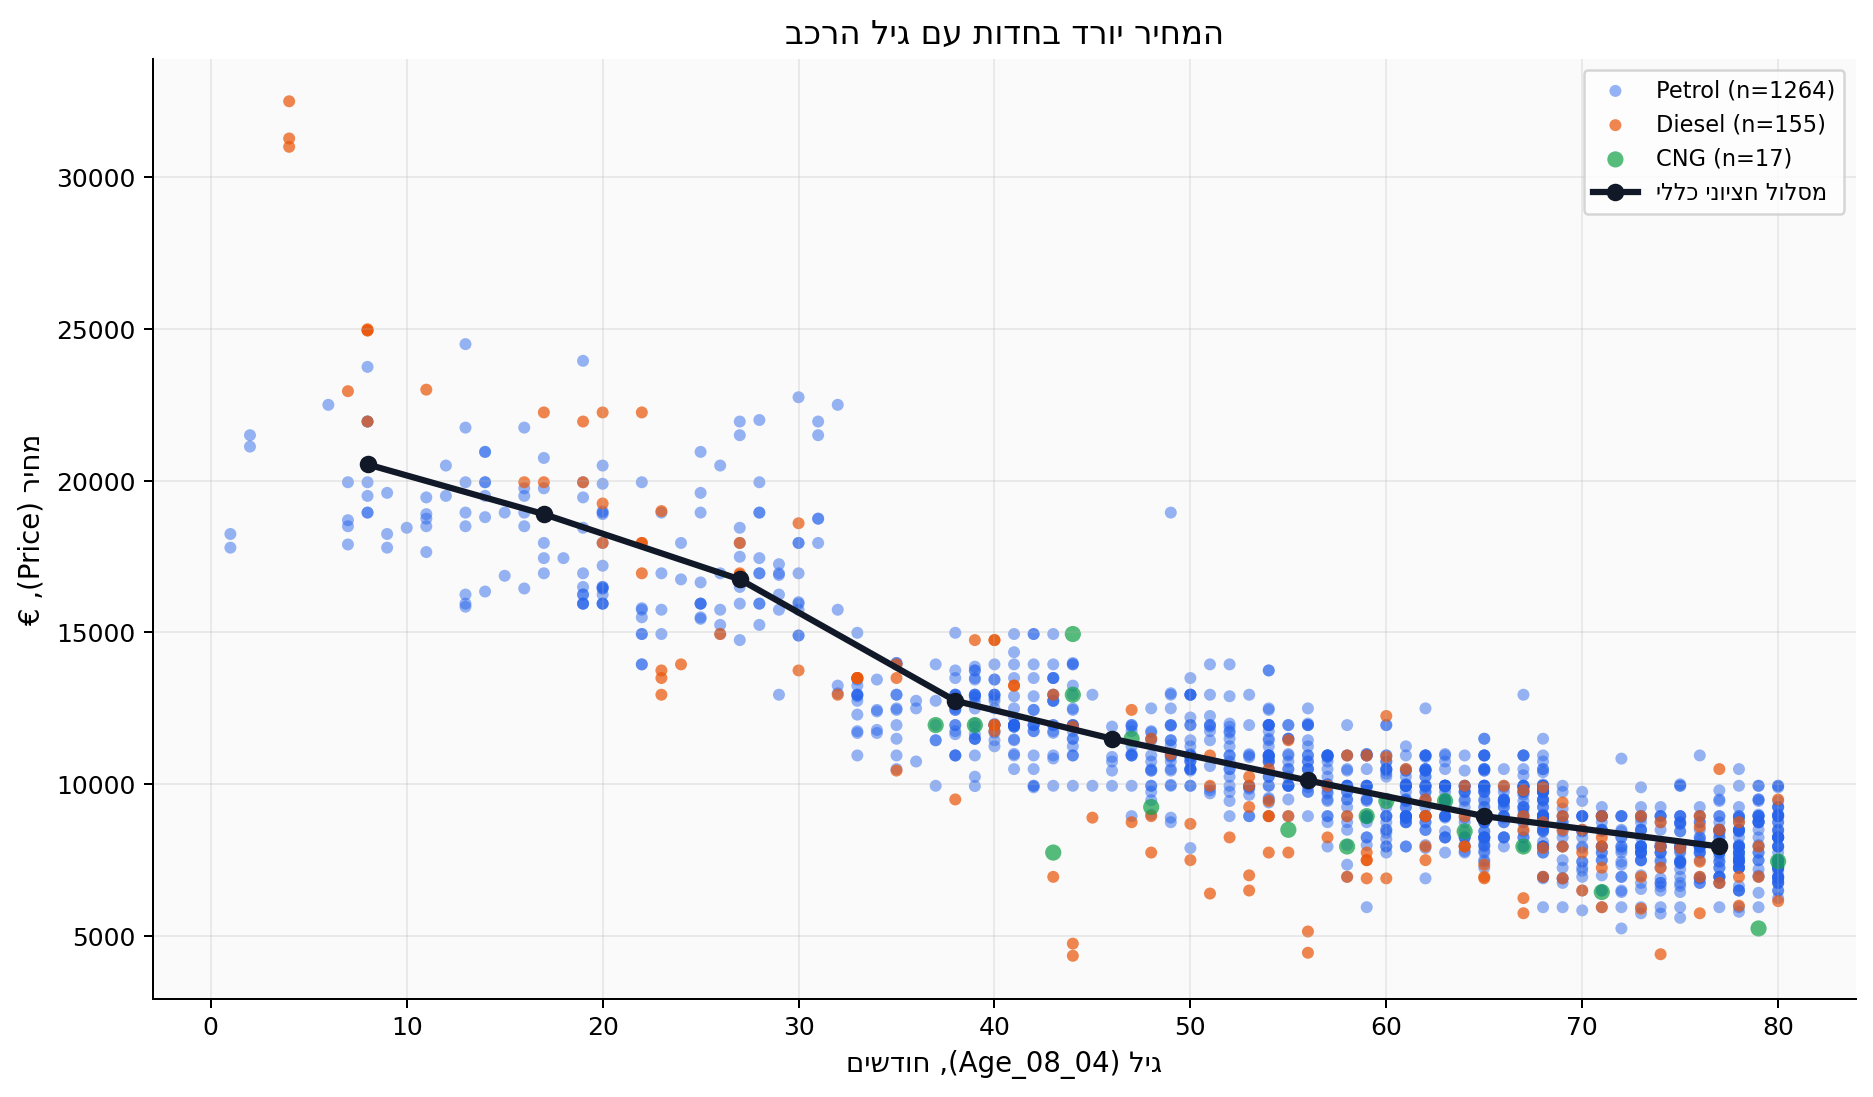 המחיר יורד בחדות עם גיל הרכב
Petrol (n=1264)
Diesel (n=155)
CNG (n=17)
מסלול חציוני כללי
מחיר (Price), €
30000
25000
20000
15000
10000
5000
0 10 20 30 40 50 60 70 80
גיל (Age_08_04), חודשים